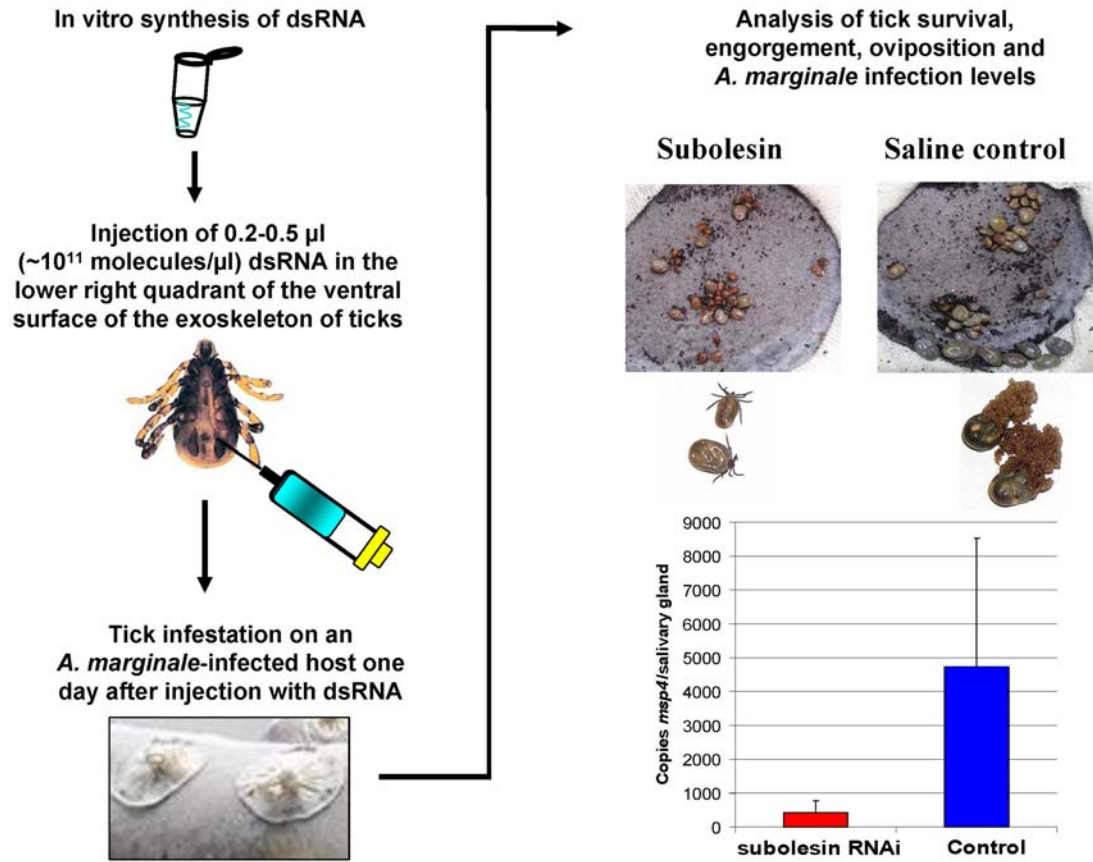 In vitro synthesis of dsRNA
Injection of 0.2-0.5 µl
(~10¹¹ molecules/µl) dsRNA in the
lower right quadrant of the ventral
surface of the exoskeleton of ticks
Tick infestation on an
A. marginale-infected host one
day after injection with dsRNA
Analysis of tick survival,
engorgement, oviposition and
A. marginale infection levels
Subolesin
Saline control
Copies msp4/salivary gland
9000
8000
7000
6000
5000
4000
3000
2000
1000
0
subolesin RNAi
Control